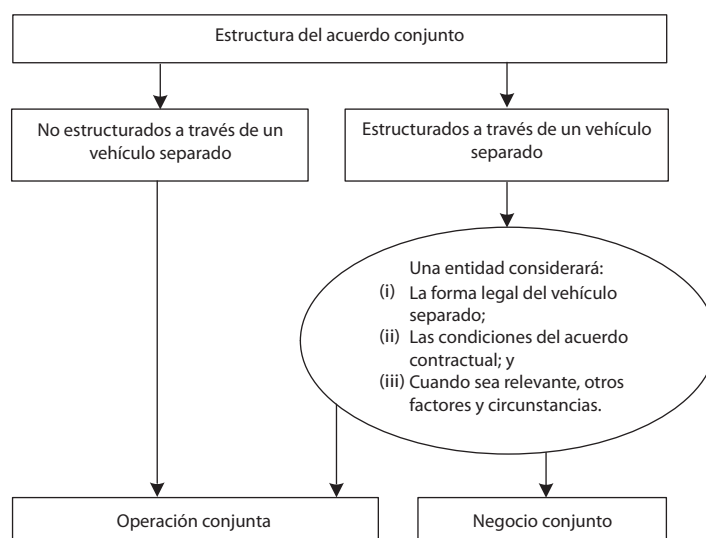 Estructura del acuerdo conjunto
No estructurados a través de un
vehículo separado
Estructurados a través de un vehículo
separado
Una entidad considerará:
(i) La forma legal del vehículo
separado;
(ii) Las condiciones del acuerdo
contractual; y
(iii) Cuando sea relevante, otros
factores y circunstancias.
Operación conjunta
Negocio conjunto